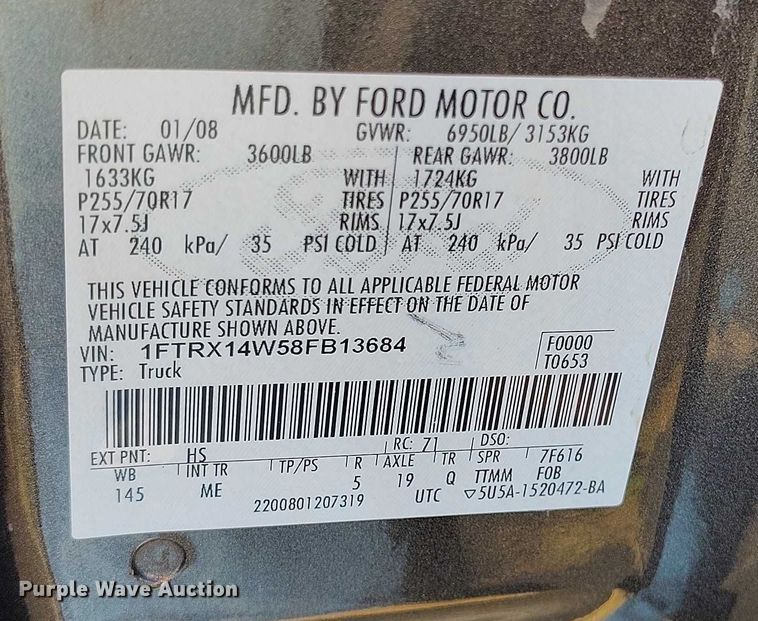 MFD. BY FORD MOTOR CO.
DATE: 01/08 GVWR: 6950LB/ 3153KG
FRONT GAWR: 3600LB REAR GAWR: 3800LB
1633KG WITH 1724KG WITH
P255/70R17 TIRES P255/70R17 TIRES
17x7.5J RIMS 17x7.5J RIMS
AT 240 kPa/ 35 PSI COLD AT 240 kPa/ 35 PSI COLD
THIS VEHICLE CONFORMS TO ALL APPLICABLE FEDERAL MOTOR
VEHICLE SAFETY STANDARDS IN EFFECT ON THE DATE OF
MANUFACTURE SHOWN ABOVE.
VIN: 1FTRX14W58FB13684 F0000
TYPE: Truck T0653
EXT PNT: HS RC: 71 DSO:
WB INT TR TP/PS R AXLE TR SPR 7F616
145 ME 5 19 Q TTMM FOB
2200801207319 UTC ▽5U5A-1520472-BA
Purple Wave Auction